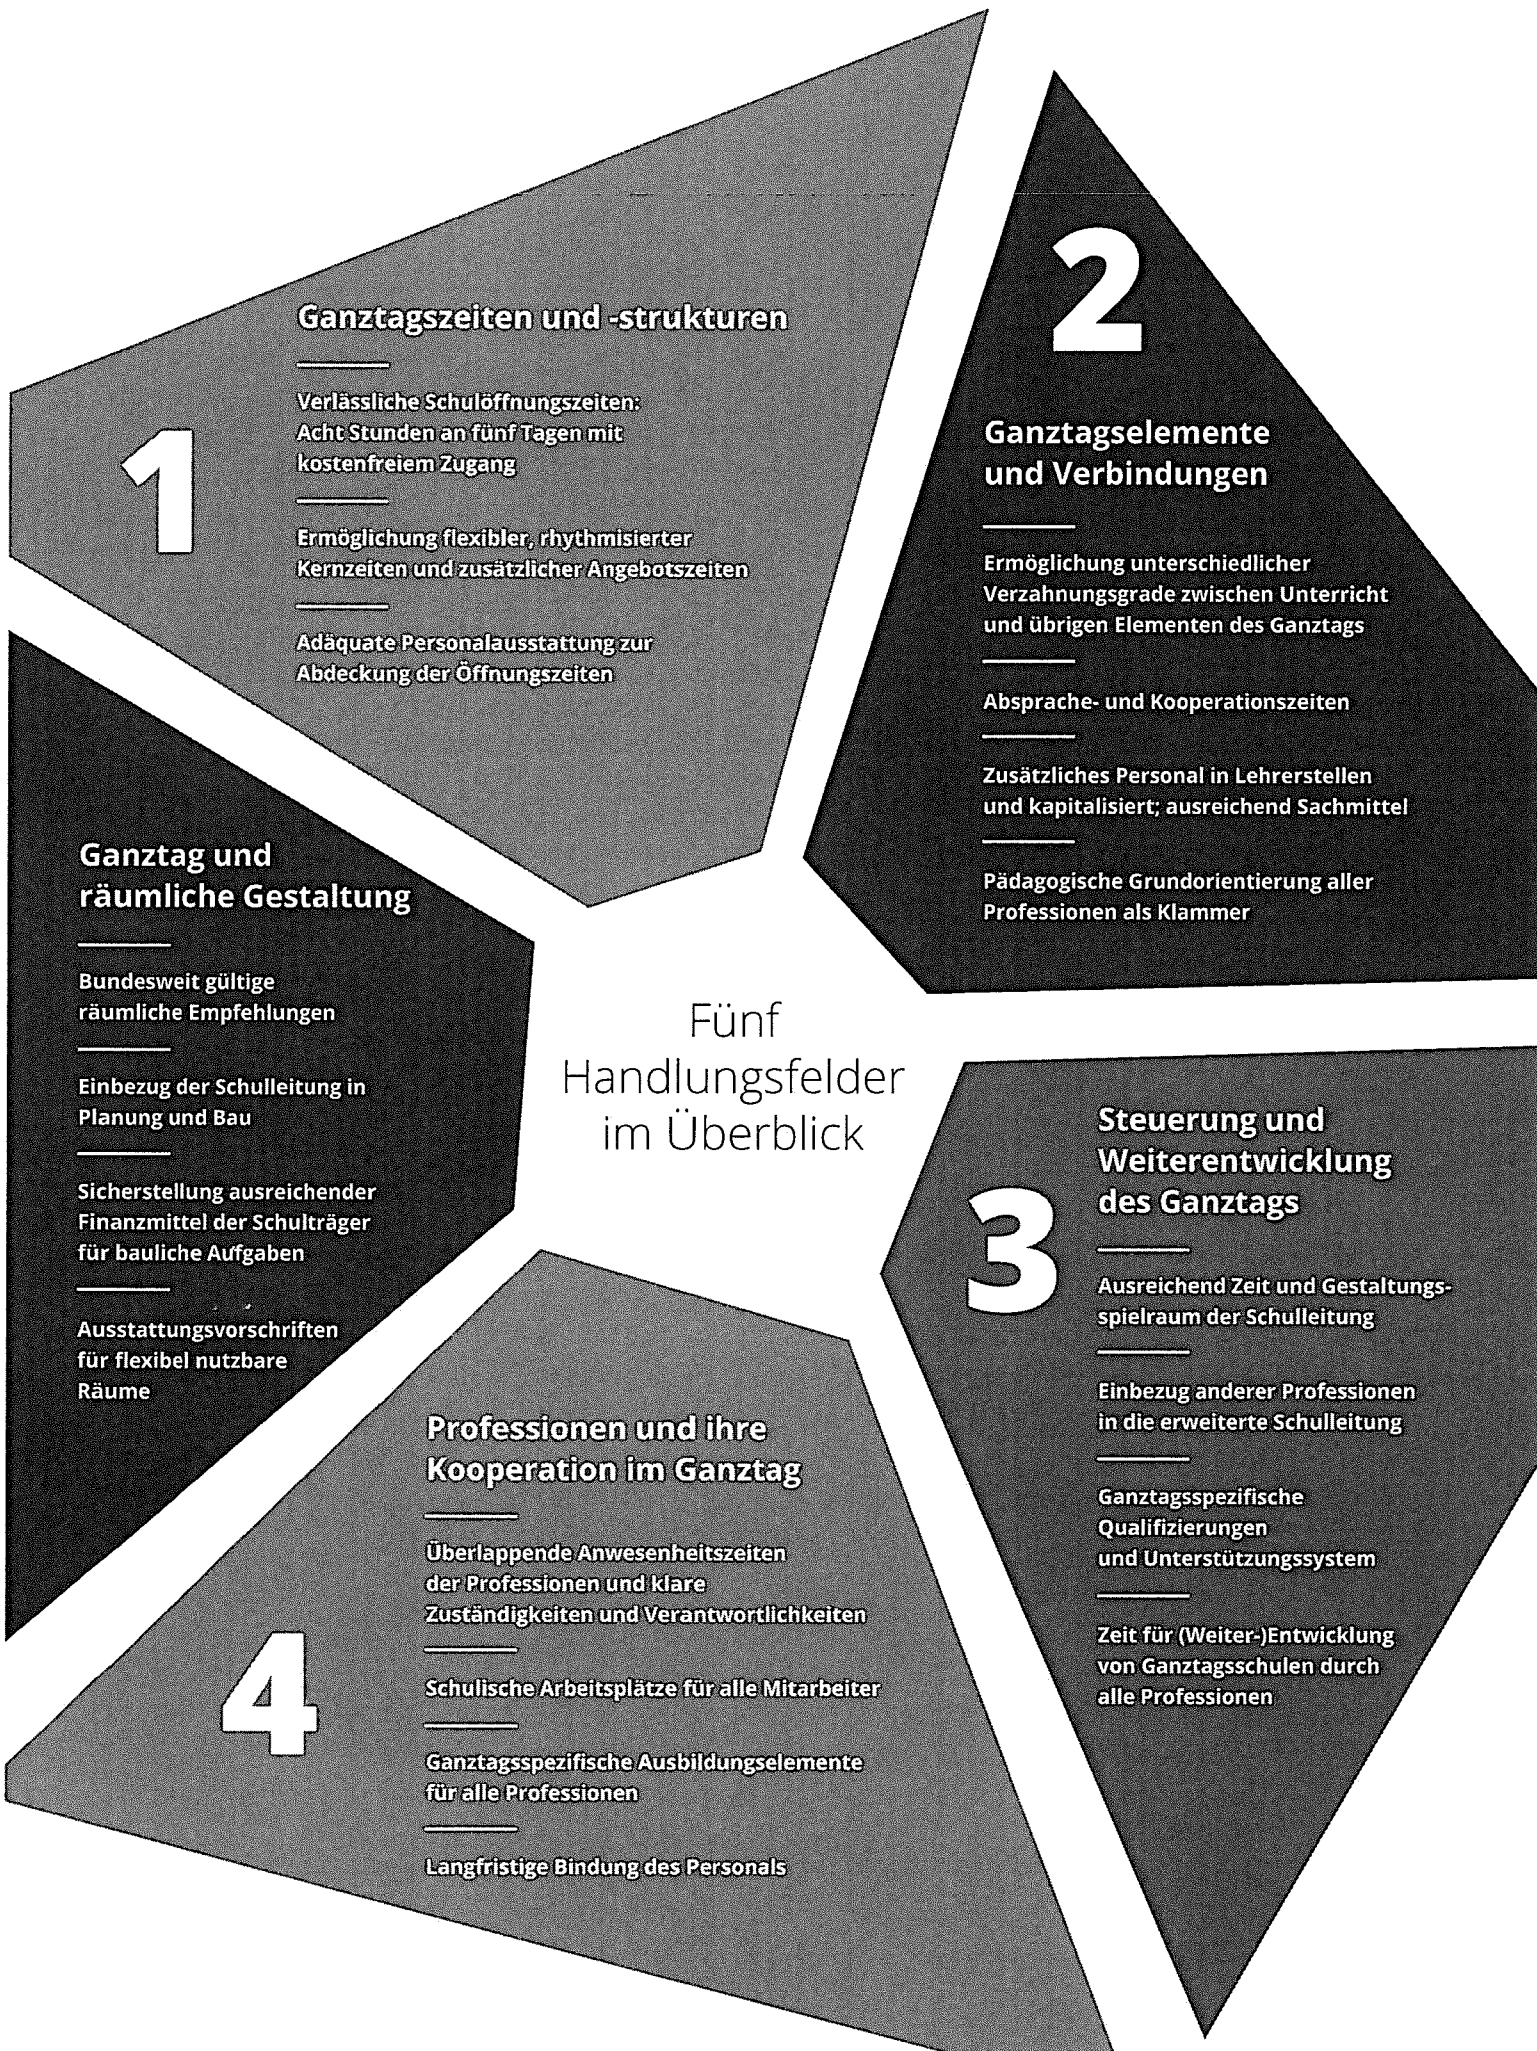 1
Ganztagszeiten und -strukturen
Verlässliche Schulöffnungszeiten:
Acht Stunden an fünf Tagen mit
kostenfreiem Zugang
Ermöglichung flexibler, rhythmisierter
Kernzeiten und zusätzlicher Angebotszeiten
Adäquate Personalausstattung zur
Abdeckung der Öffnungszeiten
2
Ganztagselemente
und Verbindungen
Ermöglichung unterschiedlicher
Verzahnungsgrade zwischen Unterricht
und übrigen Elementen des Ganztags
Absprache- und Kooperationszeiten
Zusätzliches Personal in Lehrerstellen
und kapitalisiert; ausreichend Sachmittel
Pädagogische Grundorientierung aller
Professionen als Klammer
Fünf
Handlungsfelder
im Überblick
3
Steuerung und
Weiterentwicklung
des Ganztags
Ausreichend Zeit und Gestaltungs-
spielraum der Schulleitung
Einbezug anderer Professionen
in die erweiterte Schulleitung
Ganztagsspezifische
Qualifizierungen
und Unterstützungssystem
Zeit für (Weiter-)Entwicklung
von Ganztagsschulen durch
alle Professionen
4
Professionen und ihre
Kooperation im Ganztag
Überlappende Anwesenheitszeiten
der Professionen und klare
Zuständigkeiten und Verantwortlichkeiten
Schulische Arbeitsplätze für alle Mitarbeiter
Ganztagsspezifische Ausbildungselemente
für alle Professionen
Langfristige Bindung des Personals
Ganztag und
räumliche Gestaltung
Bundesweit gültige
räumliche Empfehlungen
Einbezug der Schulleitung in
Planung und Bau
Sicherstellung ausreichender
Finanzmittel der Schulträger
für bauliche Aufgaben
Ausstattungsvorschriften
für flexibel nutzbare
Räume